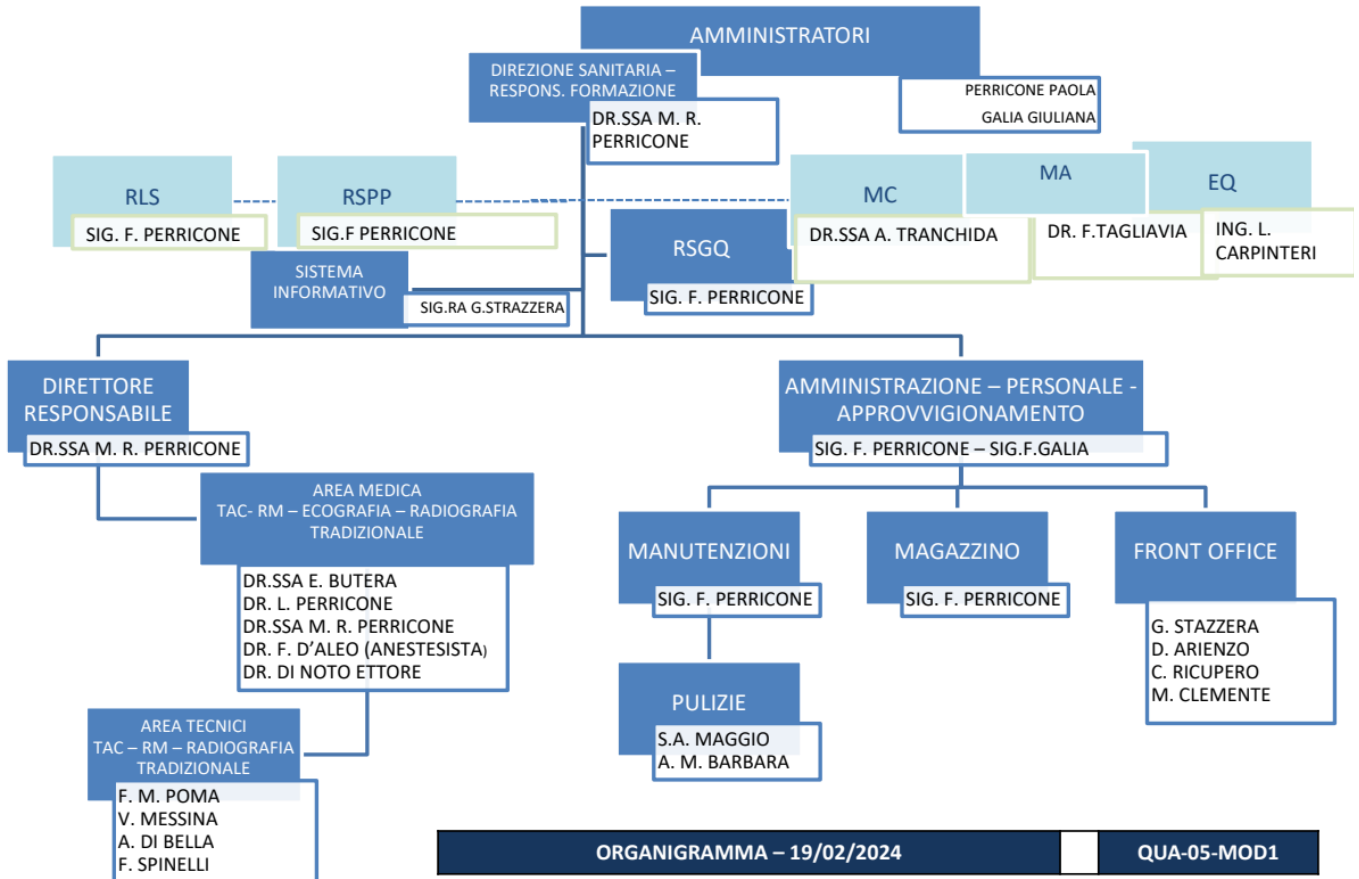 AMMINISTRATORI
PERRICONE PAOLA
GALIA GIULIANA
DIREZIONE SANITARIA –
RESPONS. FORMAZIONE
DR.SSA M. R.
PERRICONE
RLS
SIG. F. PERRICONE
RSPP
SIG.F PERRICONE
MC
DR.SSA A. TRANCHIDA
MA
DR. F.TAGLIAVIA
EQ
ING. L.
CARPINTERI
SISTEMA
INFORMATIVO
SIG.RA G.STRAZZERA
RSGQ
SIG. F. PERRICONE
DIRETTORE
RESPONSABILE
DR.SSA M. R. PERRICONE
AMMINISTRAZIONE – PERSONALE -
APPROVVIGIONAMENTO
SIG. F. PERRICONE – SIG.F.GALIA
AREA MEDICA
TAC- RM – ECOGRAFIA – RADIOGRAFIA
TRADIZIONALE
DR.SSA E. BUTERA
DR. L. PERRICONE
DR.SSA M. R. PERRICONE
DR. F. D’ALEO (ANESTESISTA)
DR. DI NOTO ETTORE
MANUTENZIONI
SIG. F. PERRICONE
MAGAZZINO
SIG. F. PERRICONE
FRONT OFFICE
G. STAZZERA
D. ARIENZO
C. RICUPERO
M. CLEMENTE
PULIZIE
S.A. MAGGIO
A. M. BARBARA
AREA TECNICI
TAC – RM – RADIOGRAFIA
TRADIZIONALE
F. M. POMA
V. MESSINA
A. DI BELLA
F. SPINELLI
ORGANIGRAMMA – 19/02/2024
QUA-05-MOD1